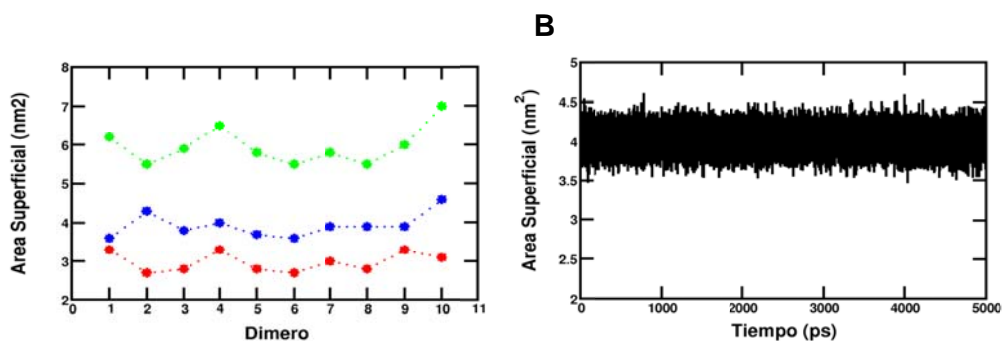 B
Area Superficial (nm2)
8
7
6
5
4
3
2
0 1 2 3 4 5 6 7 8 9 10 11
Dimero
Area Superficial (nm²)
5
4.5
4
3.5
3
2.5
2
0 1000 2000 3000 4000 5000
Tiempo (ps)